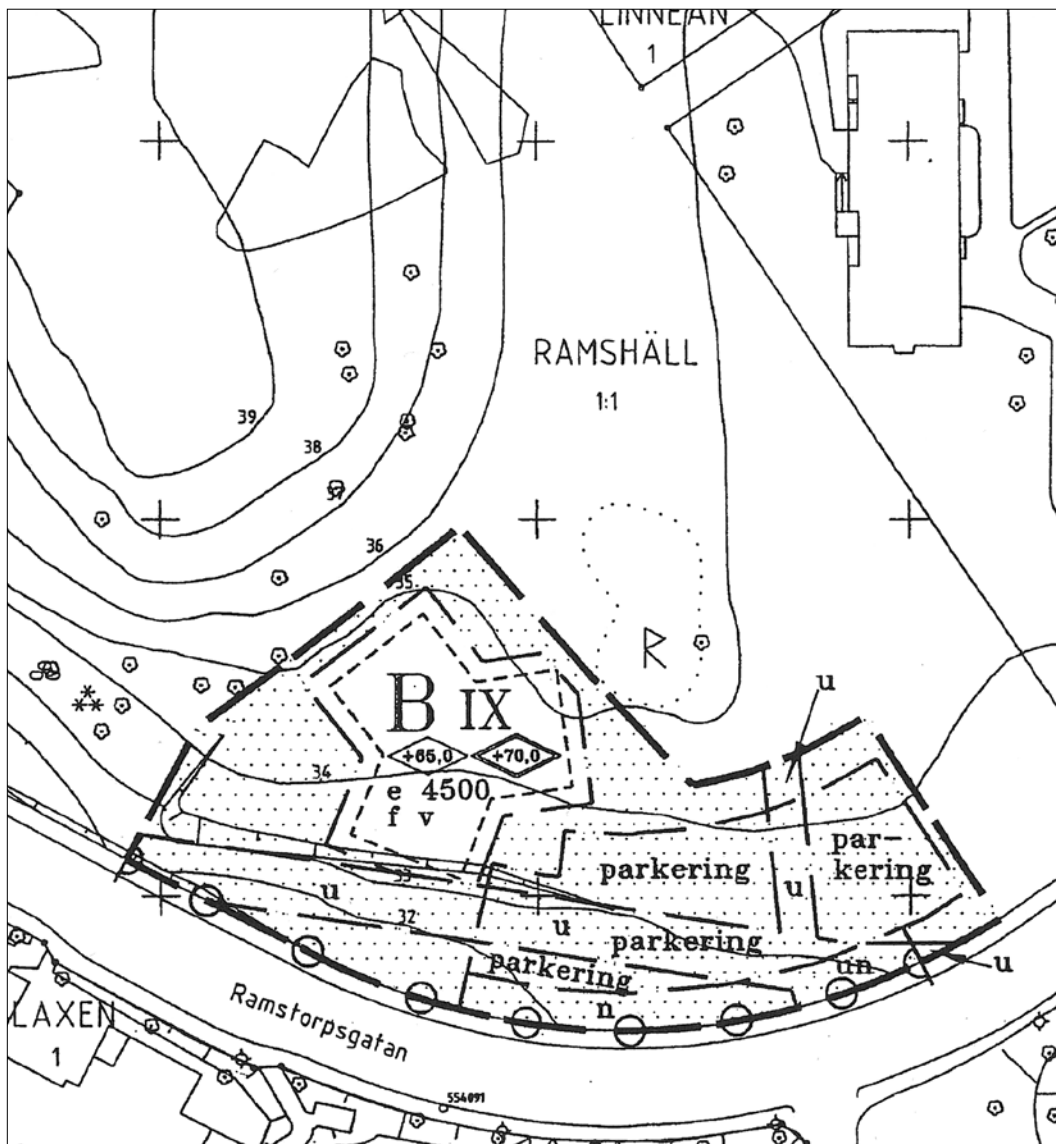 LINNEAN
1
RAMSHÄLL
1:1
39
38
37
36
35
R
u
B IX
+65,0 +70,0
34
e 4500
f v
par-
kering
parkering
33
u
u
32
u
parkering
parkering
un
u
n
Ramstorpsgatan
LAXEN
1
554091